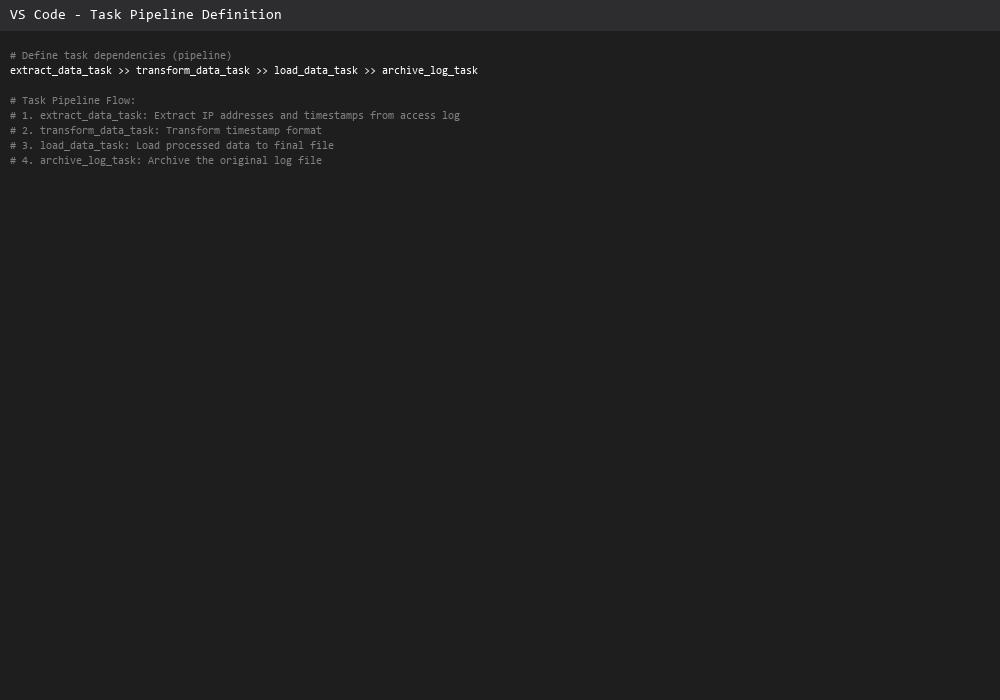 VS Code - Task Pipeline Definition
# Define task dependencies (pipeline)
extract_data_task >> transform_data_task >> load_data_task >> archive_log_task
# Task Pipeline Flow:
# 1. extract_data_task: Extract IP addresses and timestamps from access log
# 2. transform_data_task: Transform timestamp format
# 3. load_data_task: Load processed data to final file
# 4. archive_log_task: Archive the original log file